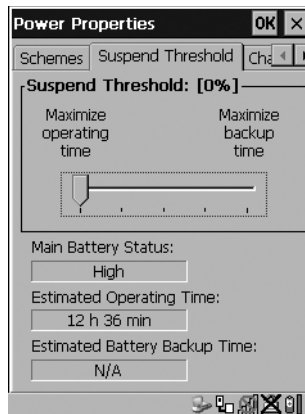 Power Properties OK ×
Schemes Suspend Threshold Cha
Suspend Threshold: [0%]
Maximize operating time
Maximize backup time
Main Battery Status:
High
Estimated Operating Time:
12 h 36 min
Estimated Battery Backup Time:
N/A